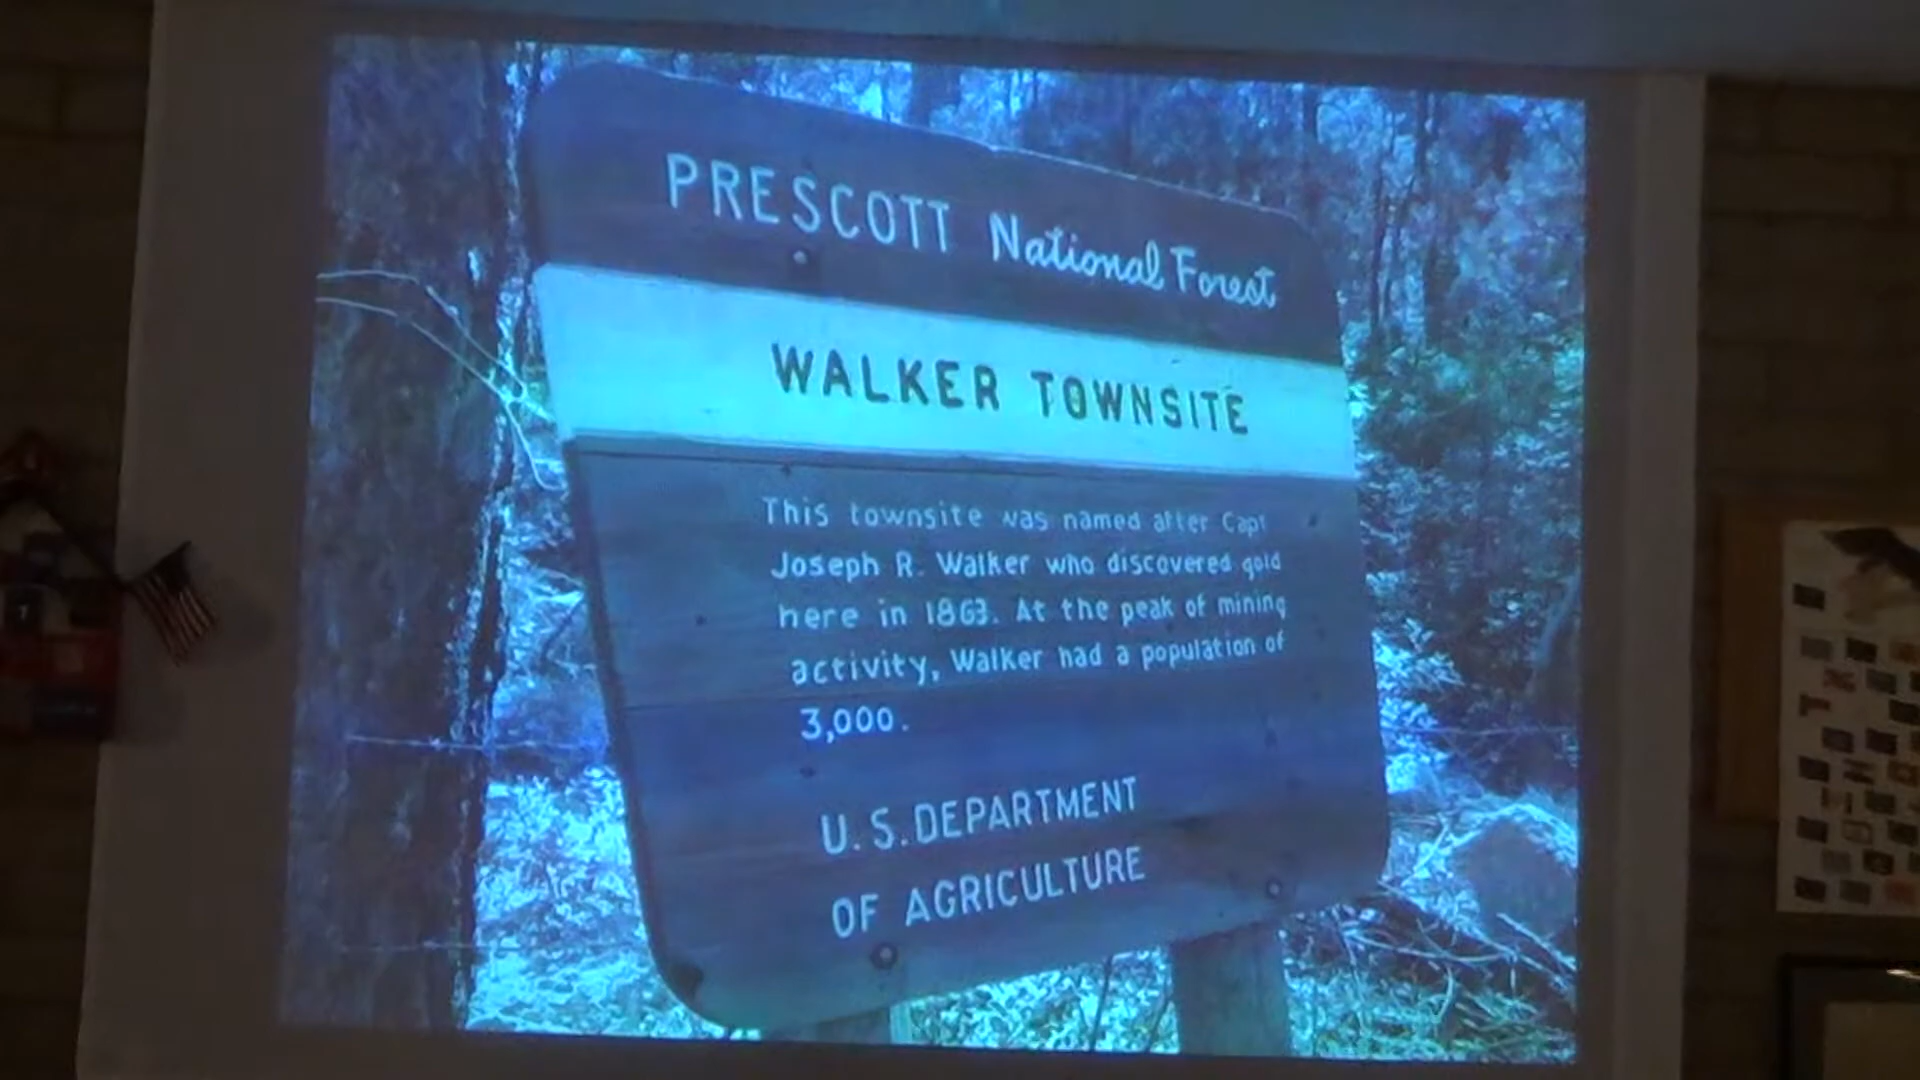 PRESCOTT National Forest
WALKER TOWNSITE
This townsite was named after Capt
Joseph R. Walker who discovered gold
here in 1863. At the peak of mining
activity, Walker had a population of
3,000.
U.S. DEPARTMENT
OF AGRICULTURE